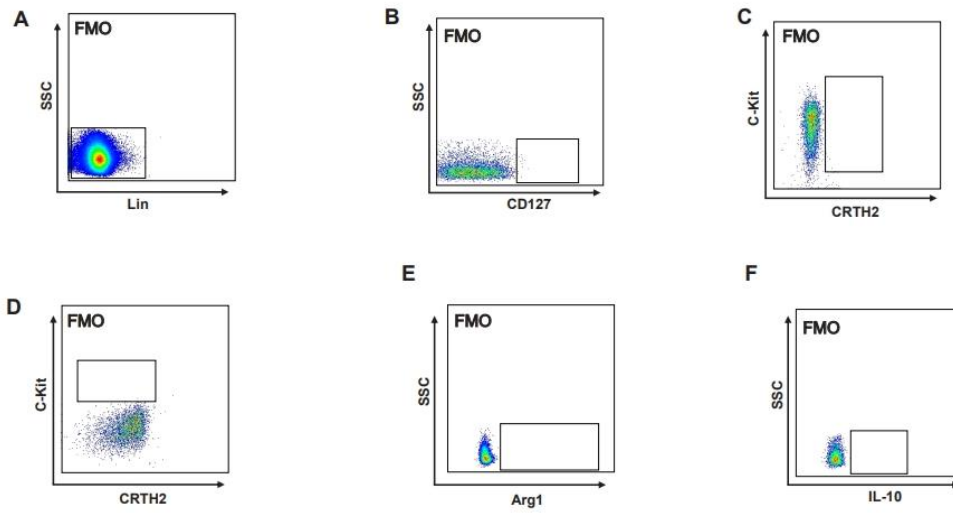 A
FMO
SSC
Lin
B
FMO
SSC
CD127
C
FMO
C-Kit
CRTH2
D
FMO
C-Kit
CRTH2
E
FMO
SSC
Arg1
F
FMO
SSC
IL-10